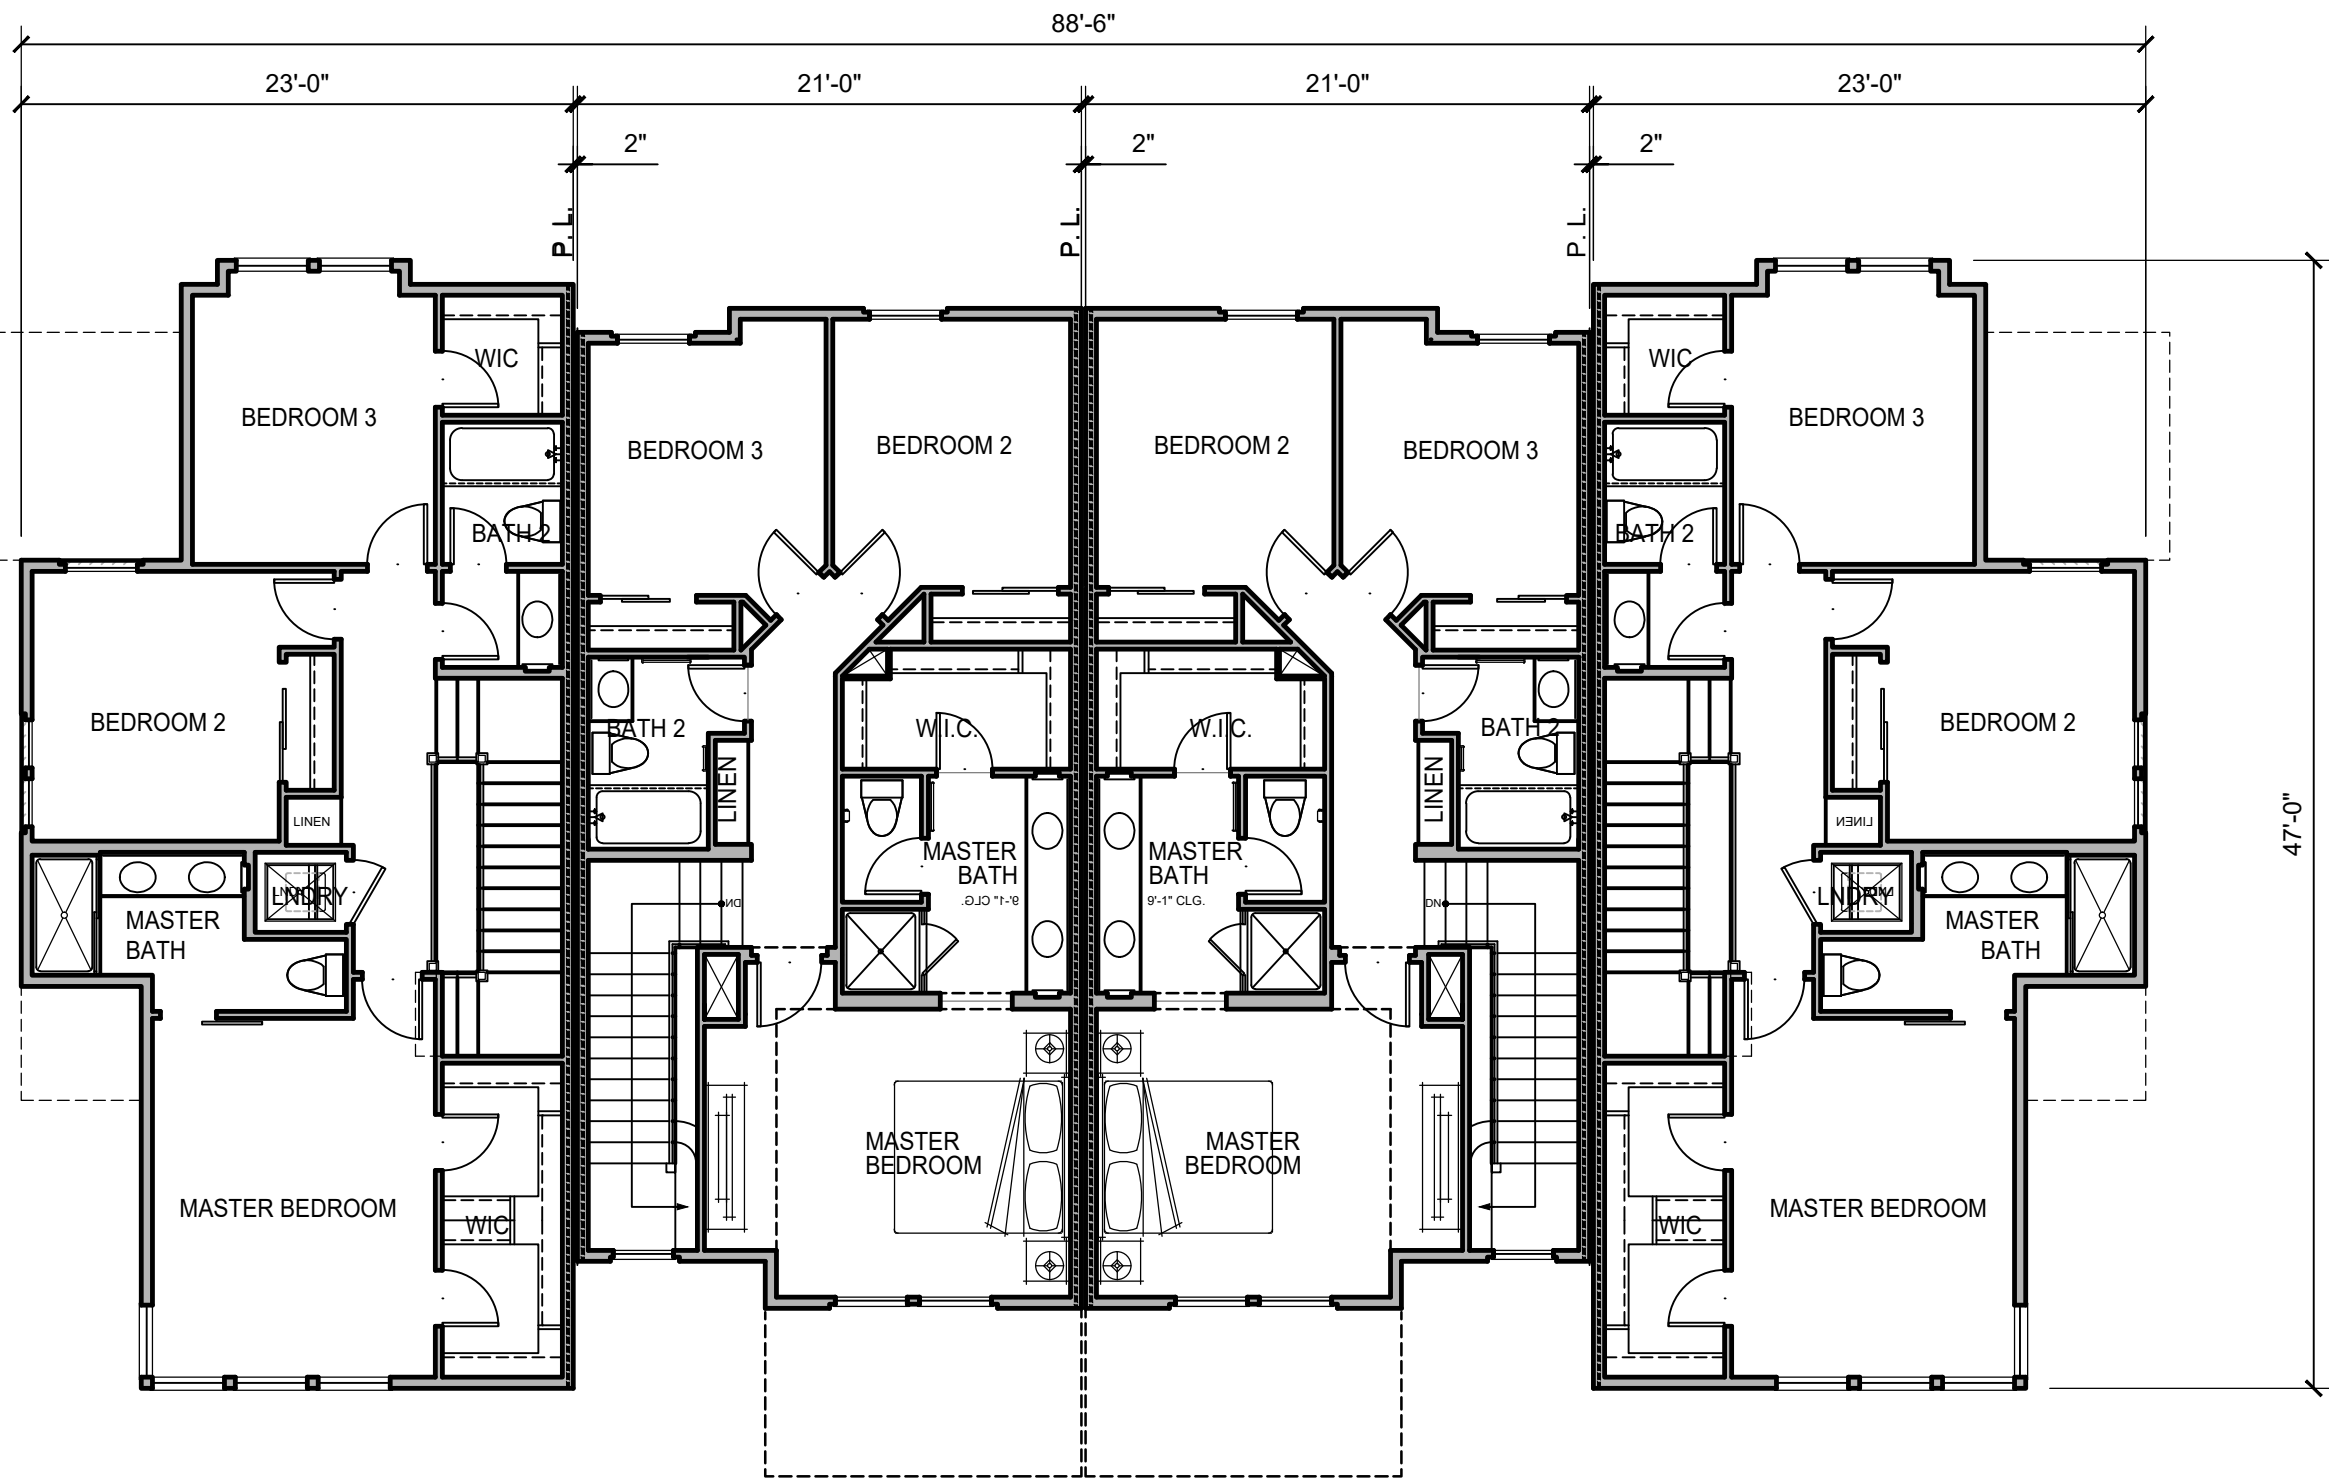 88'-6"
23'-0"
21'-0"
21'-0"
23'-0"
2"
2"
2"
P. L.
P. L.
P. L.
WIC
WIC
BEDROOM 3
BEDROOM 3
BEDROOM 3
BEDROOM 2
BEDROOM 2
BEDROOM 3
BATH 2
BATH 2
BEDROOM 2
BATH 2
W.I.C.
W.I.C.
BATH 2
BEDROOM 2
LINEN
LINEN
LINEN
LINEN
47'-0"
MASTER
BATH
9'-1" CLG.
MASTER
BATH
9'-1" CLG.
LNDRY
LNDRY
DN
DN
MASTER
BATH
MASTER
BATH
MASTER
BEDROOM
MASTER
BEDROOM
MASTER BEDROOM
WIC
WIC
MASTER BEDROOM